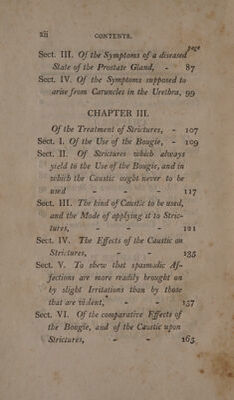 xii CONTENTS.
page
Sect. III. Of the Symptoms of a diseased
State of the Prostate Gland, - 87
Sect. IV. Of the Symptoms supposed to
arise from Caruncles in the Urethra, 99
CHAPTER III.
Of the Treatment of Strictures, - 107
Sect. I. Of the Use of the Bougie, - 109
Sect. II. Of Strictures which always
yield to the Use of the Bougie, and in
which the Caustic ought never to be
used - - - 117
Sect. III. The kind of Caustic to be used,
and the Mode of applying it to Stric-
tures, - - - 121
Sect. IV. The Effects of the Caustic on
Strictures, - - 135
Sect. V. To shew that spasmodic Af-
fections are more readily brought on
by slight Irritations than by those
that are violent, - - 157
Sect. VI. Of the comparative Effects of
the Bougie, and of the Caustic upon
Strictures, - - 163